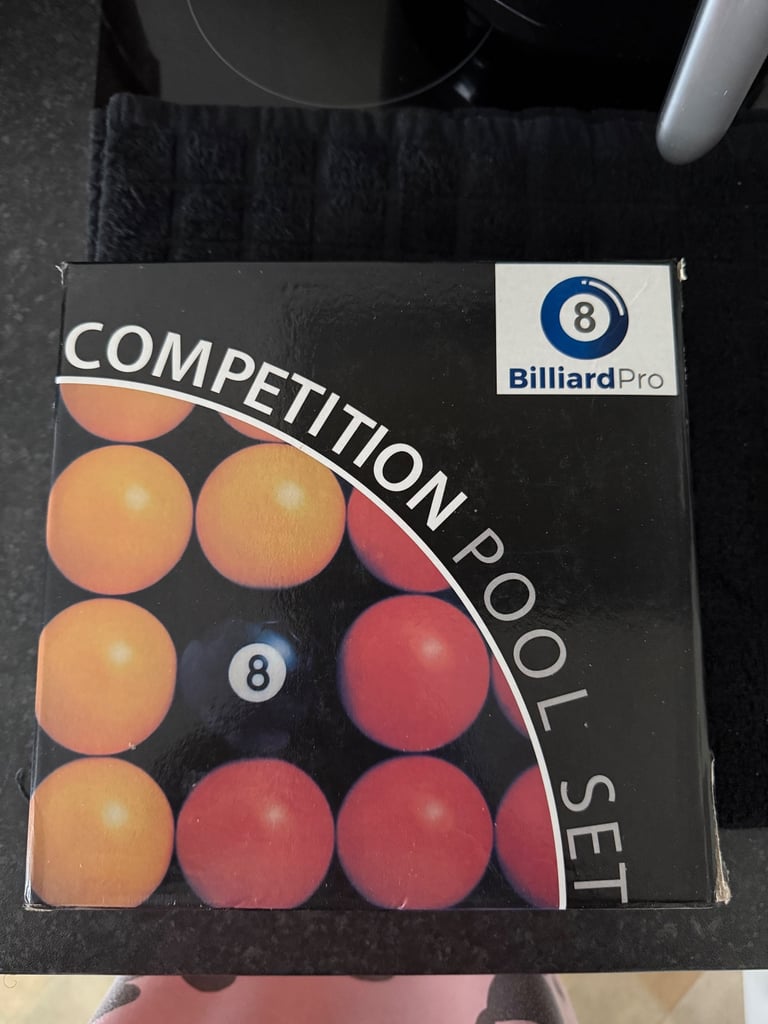 8
BilliardPro
COMPETITION POOL SET
8